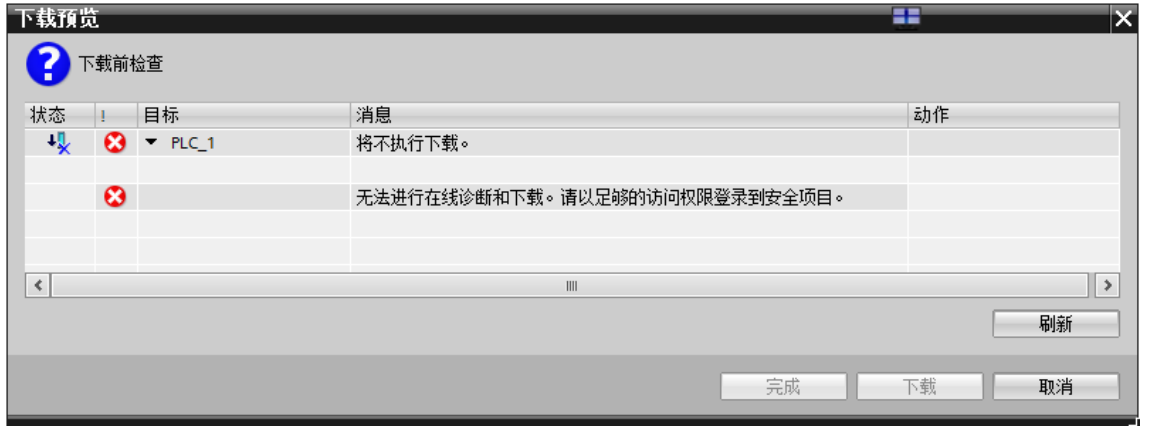 下载预览
下载前检查
状态 ! 目标 消息 动作
PLC_1 将不执行下载。
无法进行在线诊断和下载。请以足够的访问权限登录到安全项目。
刷新
完成 下载 取消